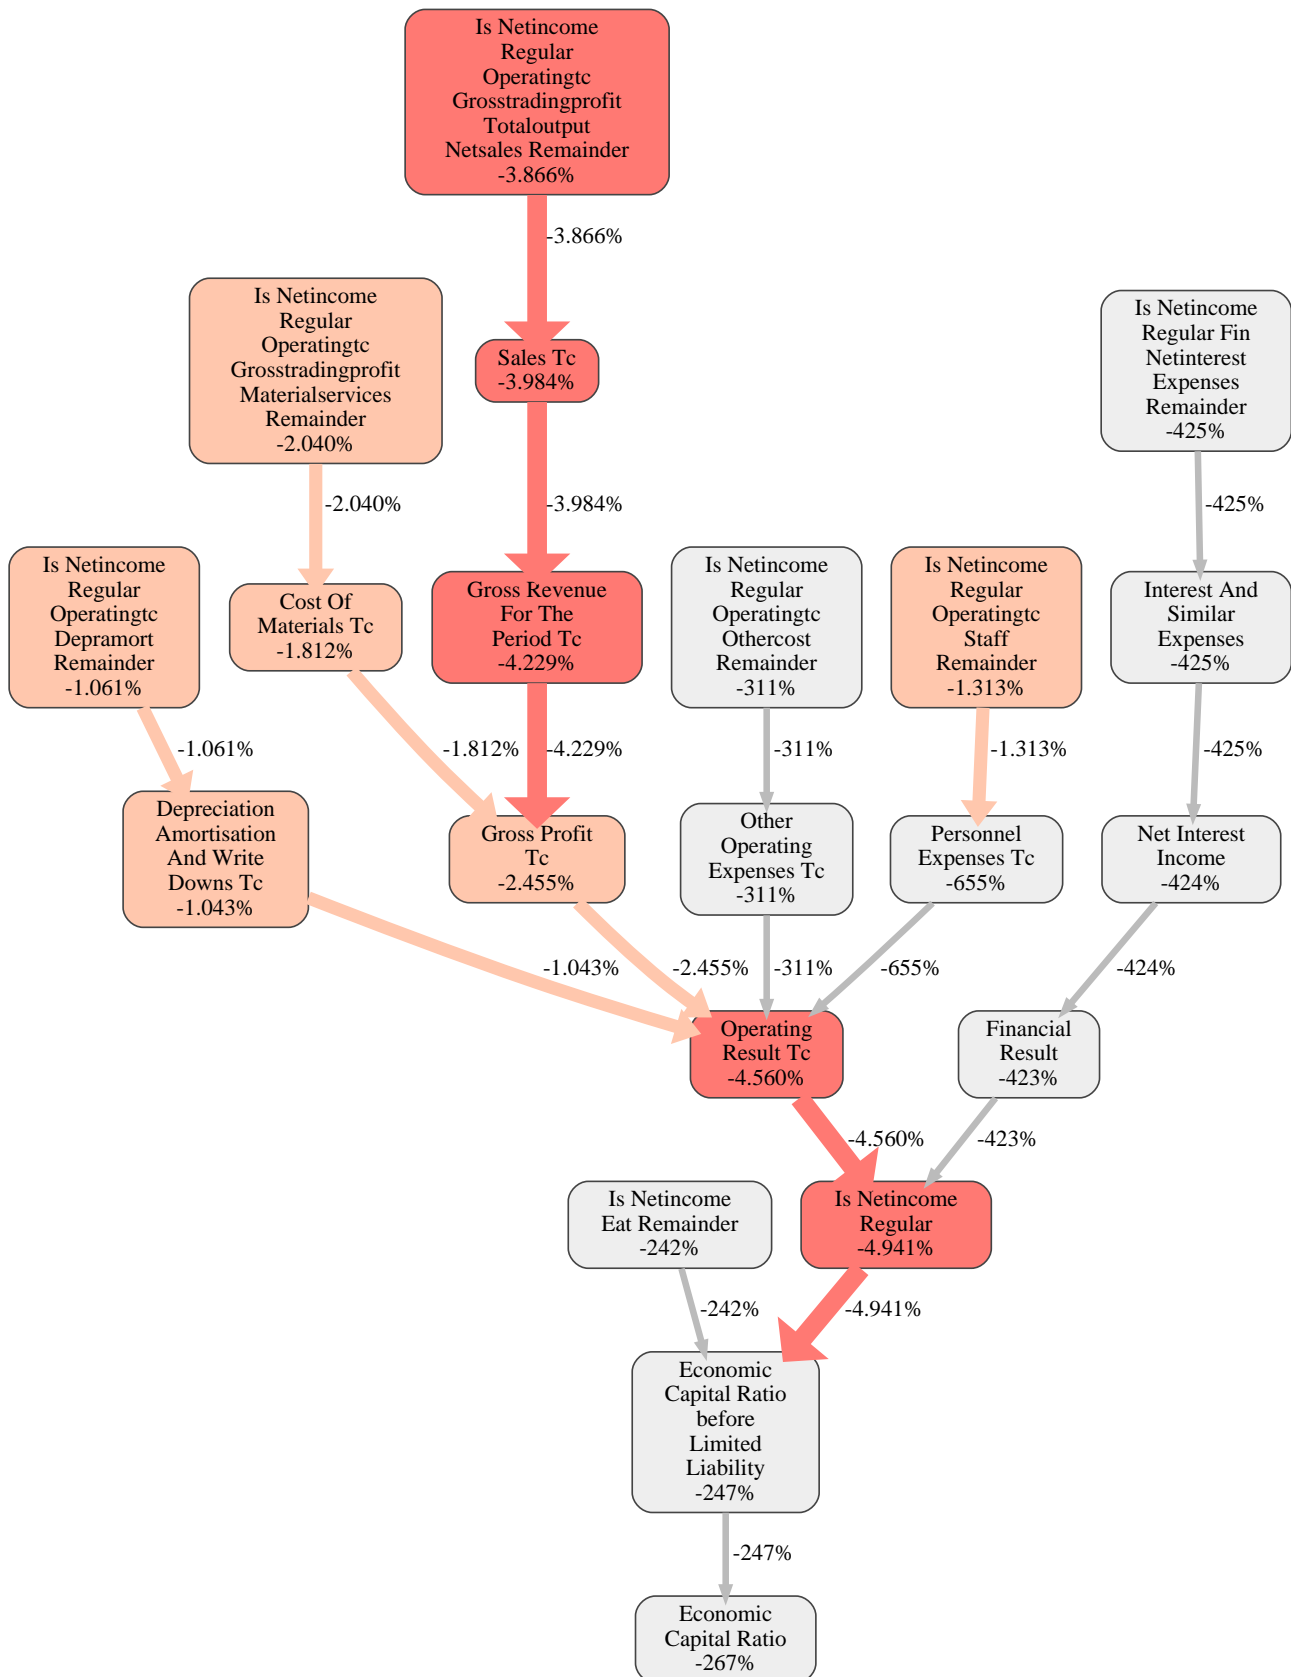 Is Netincome
Regular
Operatingtc
Grosstradingprofit
Totaloutput
Netsales Remainder
-3.866%
-3.866%
Is Netincome
Regular
Operatingtc
Grosstradingprofit
Materialservices
Remainder
-2.040%
Sales Tc
-3.984%
Is Netincome
Regular Fin
Netinterest
Expenses
Remainder
-425%
-2.040%
-3.984%
-425%
Is Netincome
Regular
Operatingtc
Depramort
Remainder
-1.061%
Cost Of
Materials Tc
-1.812%
Gross Revenue
For The
Period Tc
-4.229%
Is Netincome
Regular
Operatingtc
Othercost
Remainder
-311%
Is Netincome
Regular
Operatingtc
Staff
Remainder
-1.313%
Interest And
Similar
Expenses
-425%
-1.061%
-1.812%
-4.229%
-311%
-1.313%
-425%
Depreciation
Amortisation
And Write
Downs Tc
-1.043%
Gross Profit
Tc
-2.455%
Other
Operating
Expenses Tc
-311%
Personnel
Expenses Tc
-655%
Net Interest
Income
-424%
-1.043%
-2.455%
-311%
-655%
-424%
Operating
Result Tc
-4.560%
Financial
Result
-423%
-4.560%
-423%
Is Netincome
Eat Remainder
-242%
Is Netincome
Regular
-4.941%
-242%
-4.941%
Economic
Capital Ratio
before
Limited
Liability
-247%
-247%
Economic
Capital Ratio
-267%